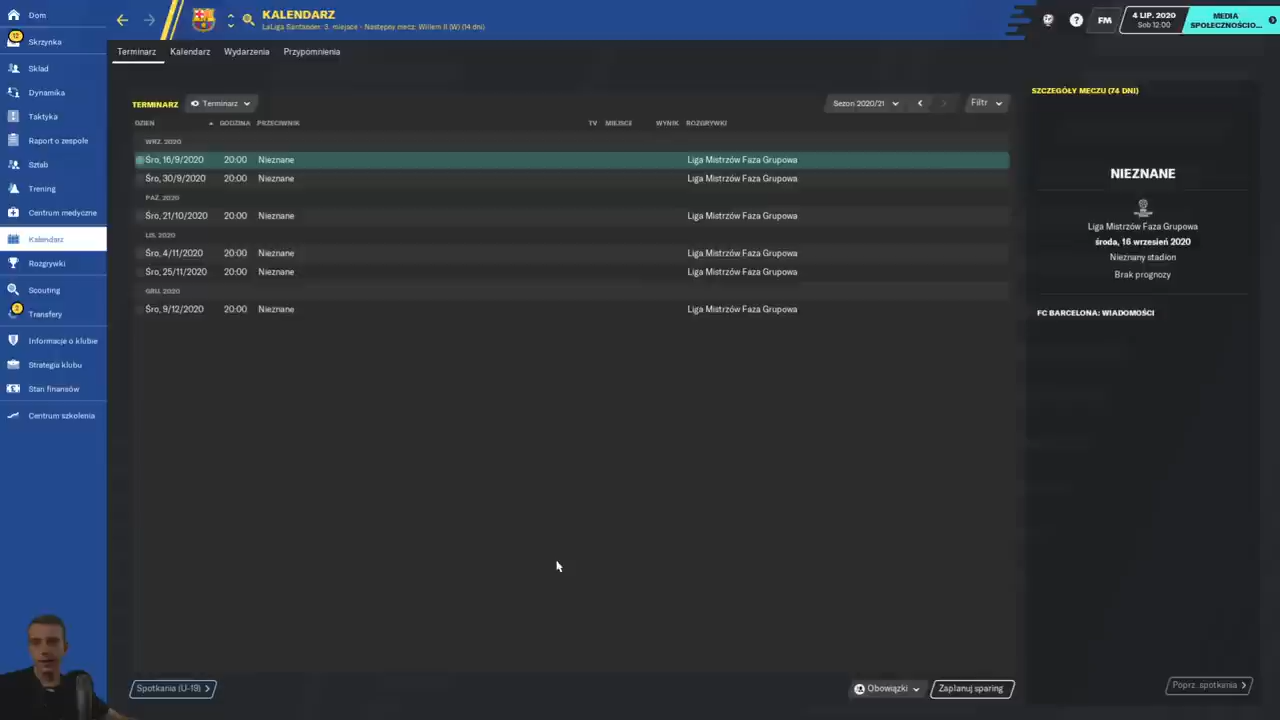 Dom
Skrzynka
12
Skład
Dynamika
Taktyka
Raport o zespole
Sztab
Trening
Centrum medyczne
Kalendarz
Rozgrywki
Scouting
Transfery
2
Informacje o klubie
Strategia klubu
Stan finansów
Centrum szkolenia
KALENDARZ
LaLiga Santander: 3. miejsce - Następny mecz: Willem II (W) (14 dni)
FM
4 LIP. 2020
Sob 12:00
MEDIA
SPOŁECZNOŚCIO...
Terminarz Kalendarz Wydarzenia Przypomnienia
TERMINARZ Terminarz Sezon 2020/21 Filtr
DZIEŃ GODZINA PRZECIWNIK TV MIEJSCE WYNIK ROZGRYWKI
WRZ. 2020
Śro, 16/9/2020 20:00 Nieznane Liga Mistrzów Faza Grupowa
Śro, 30/9/2020 20:00 Nieznane Liga Mistrzów Faza Grupowa
PAŹ. 2020
Śro, 21/10/2020 20:00 Nieznane Liga Mistrzów Faza Grupowa
LIS. 2020
Śro, 4/11/2020 20:00 Nieznane Liga Mistrzów Faza Grupowa
Śro, 25/11/2020 20:00 Nieznane Liga Mistrzów Faza Grupowa
GRU. 2020
Śro, 9/12/2020 20:00 Nieznane Liga Mistrzów Faza Grupowa
Spotkania (U-19)
Obowiązki
Zaplanuj sparing
SZCZEGÓŁY MECZU (74 DNI)
NIEZNANE
Liga Mistrzów Faza Grupowa
środa, 16 wrzesień 2020
Nieznany stadion
Brak prognozy
FC BARCELONA: WIADOMOŚCI
Poprz. spotkania